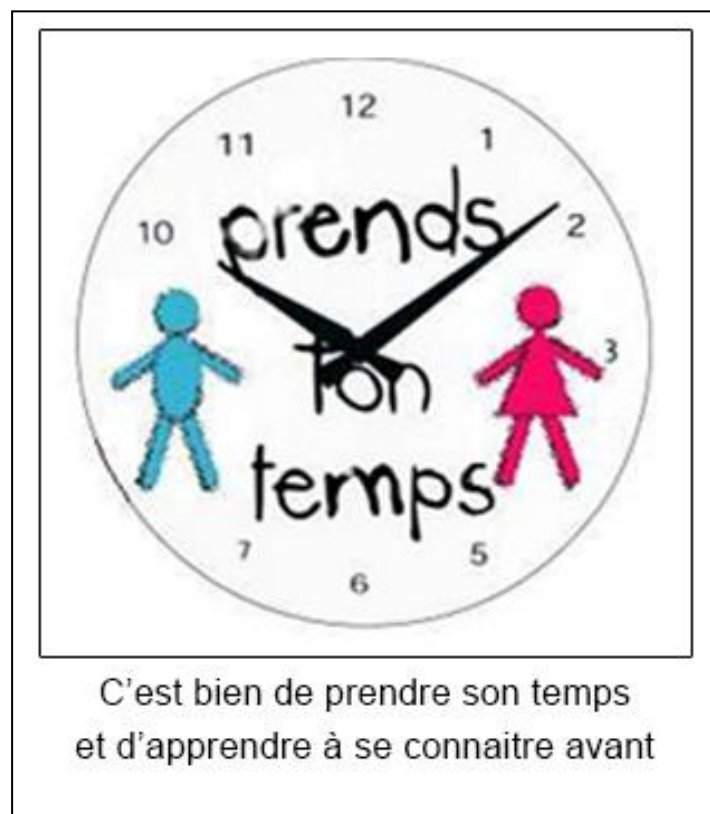 12
11
1
10
2
prends
3
ton
temps
7
5
6
C'est bien de prendre son temps
et d'apprendre à se connaitre avant